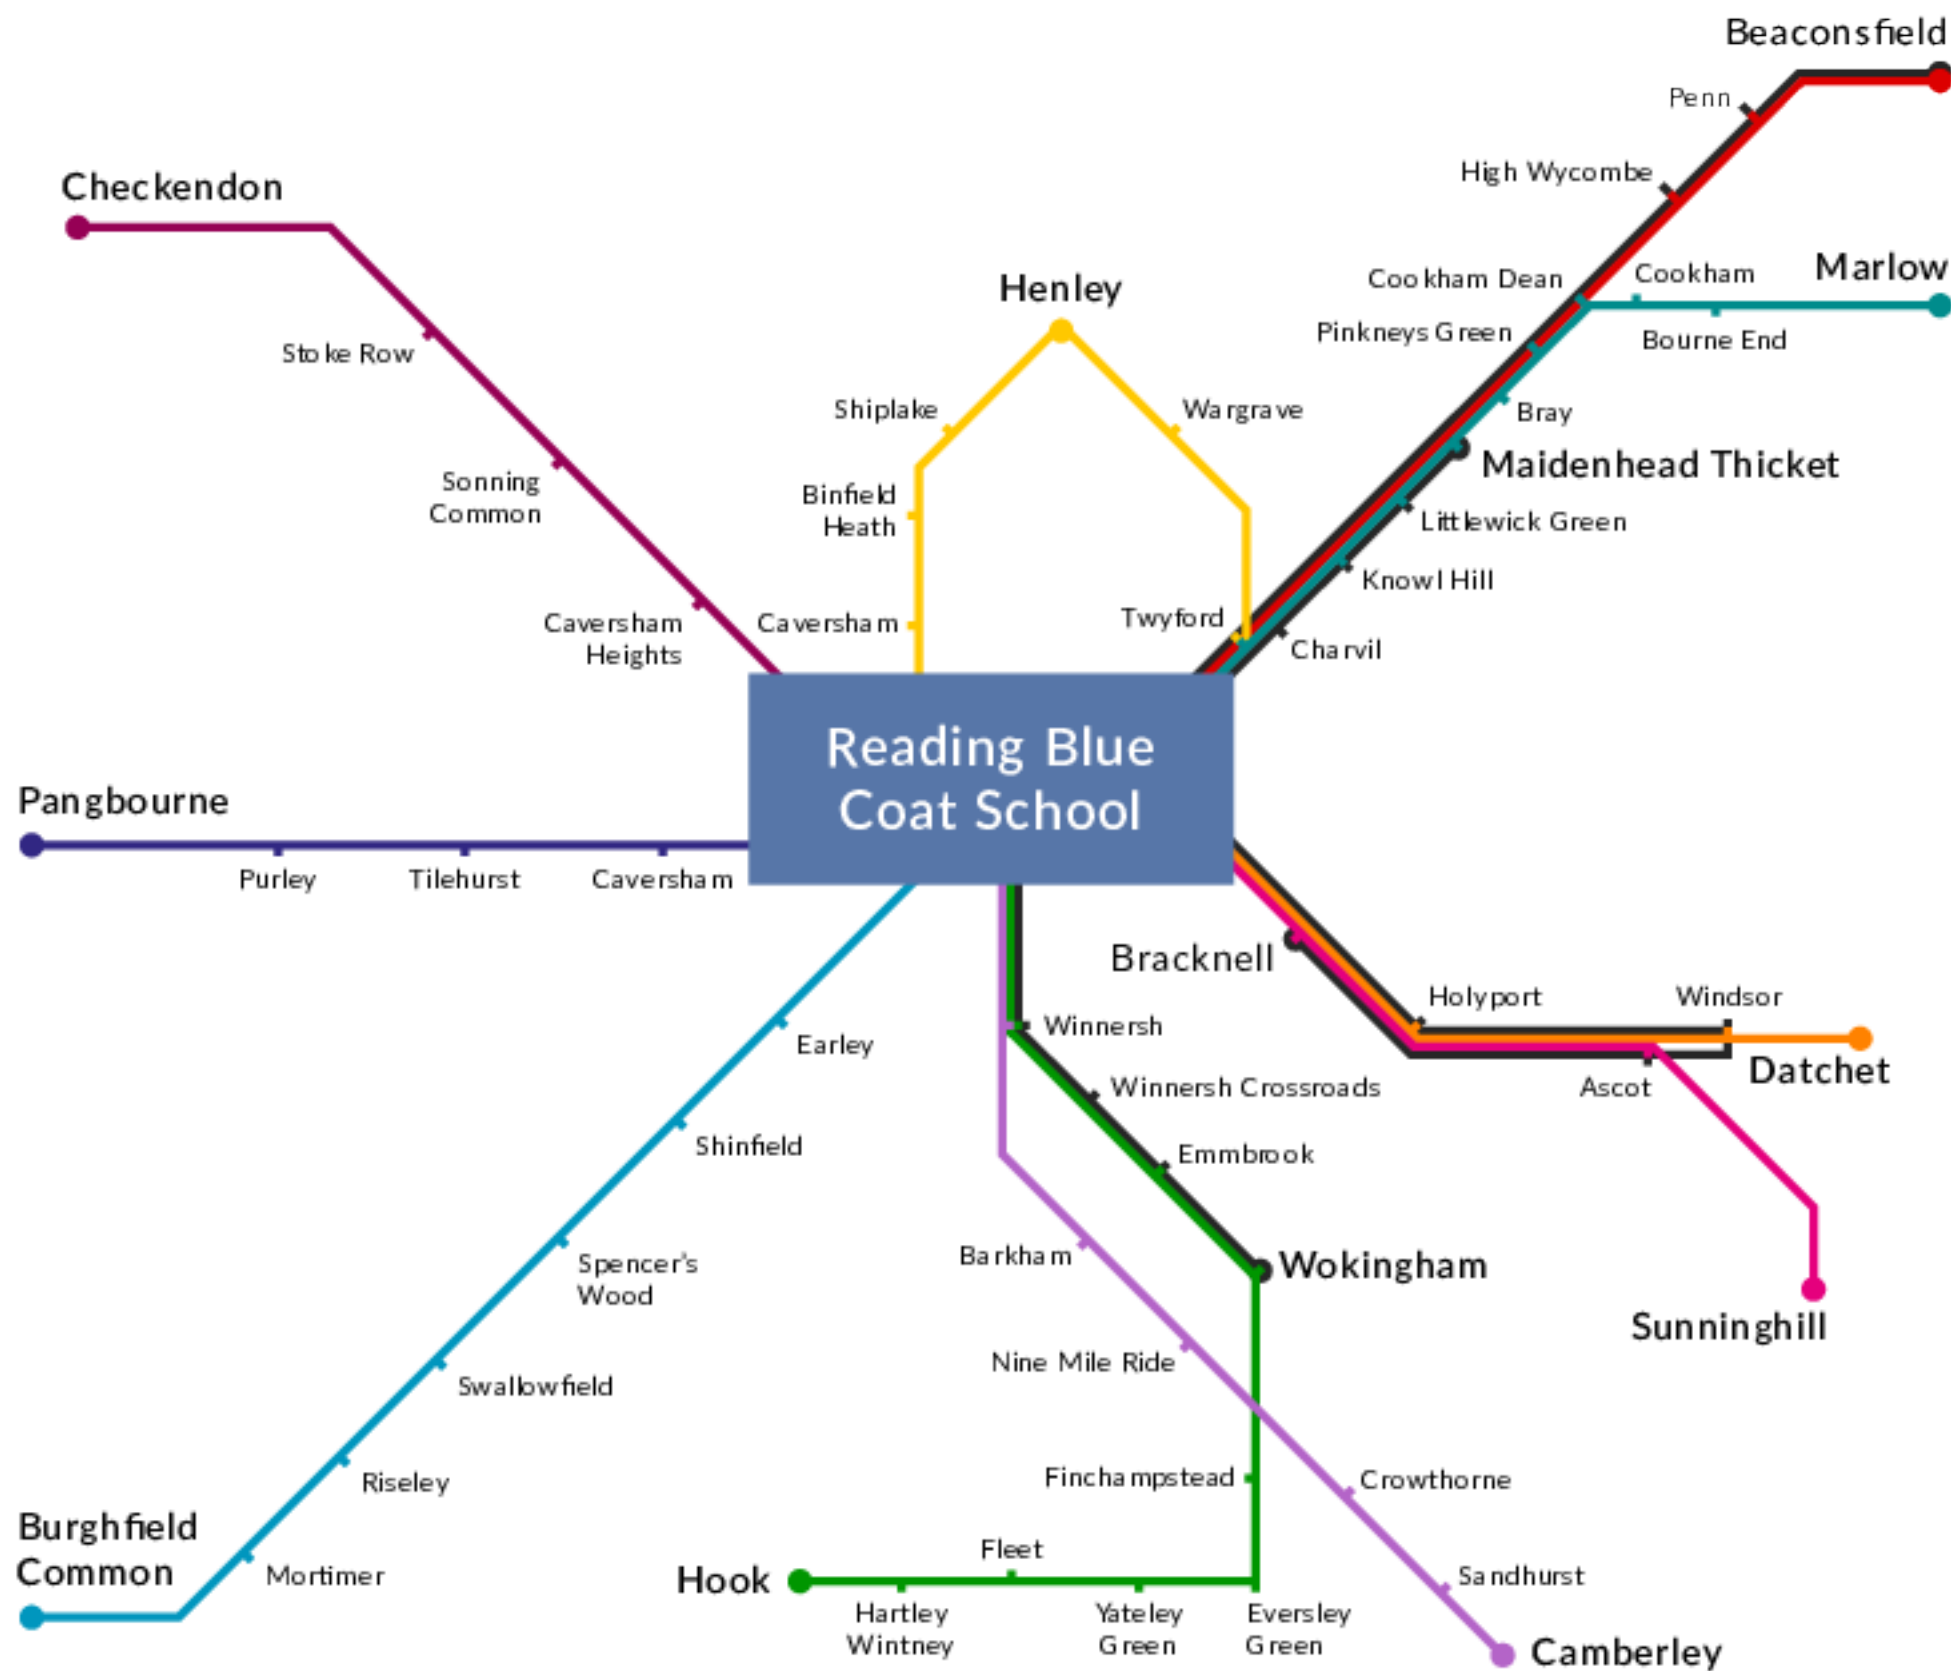 Beaconsfield
Penn
High Wycombe
Checkendon
Marlow
Cookham
Cookham Dean
Henley
Pinkneys Green
Bourne End
Stoke Row
Shiplake
Wargrave
Bray
Maidenhead Thicket
Sonning
Common
Binfield
Heath
Littlewick Green
Knowl Hill
Caversham
Heights
Caversham
Twyford
Charvil
Reading Blue
Coat School
Pangbourne
Purley
Tilehurst
Caversham
Bracknell
Holyport
Windsor
Earley
Winnersh
Datchet
Ascot
Winnersh Crossroads
Shinfield
Emmbrook
Spencer's
Wood
Barkham
Wokingham
Sunninghill
Nine Mile Ride
Swallowfield
Riseley
Finchampstead
Crowthorne
Burghfield
Common
Mortimer
Fleet
Hook
Sandhurst
Hartley
Wintney
Yateley
Green
Eversley
Green
Camberley